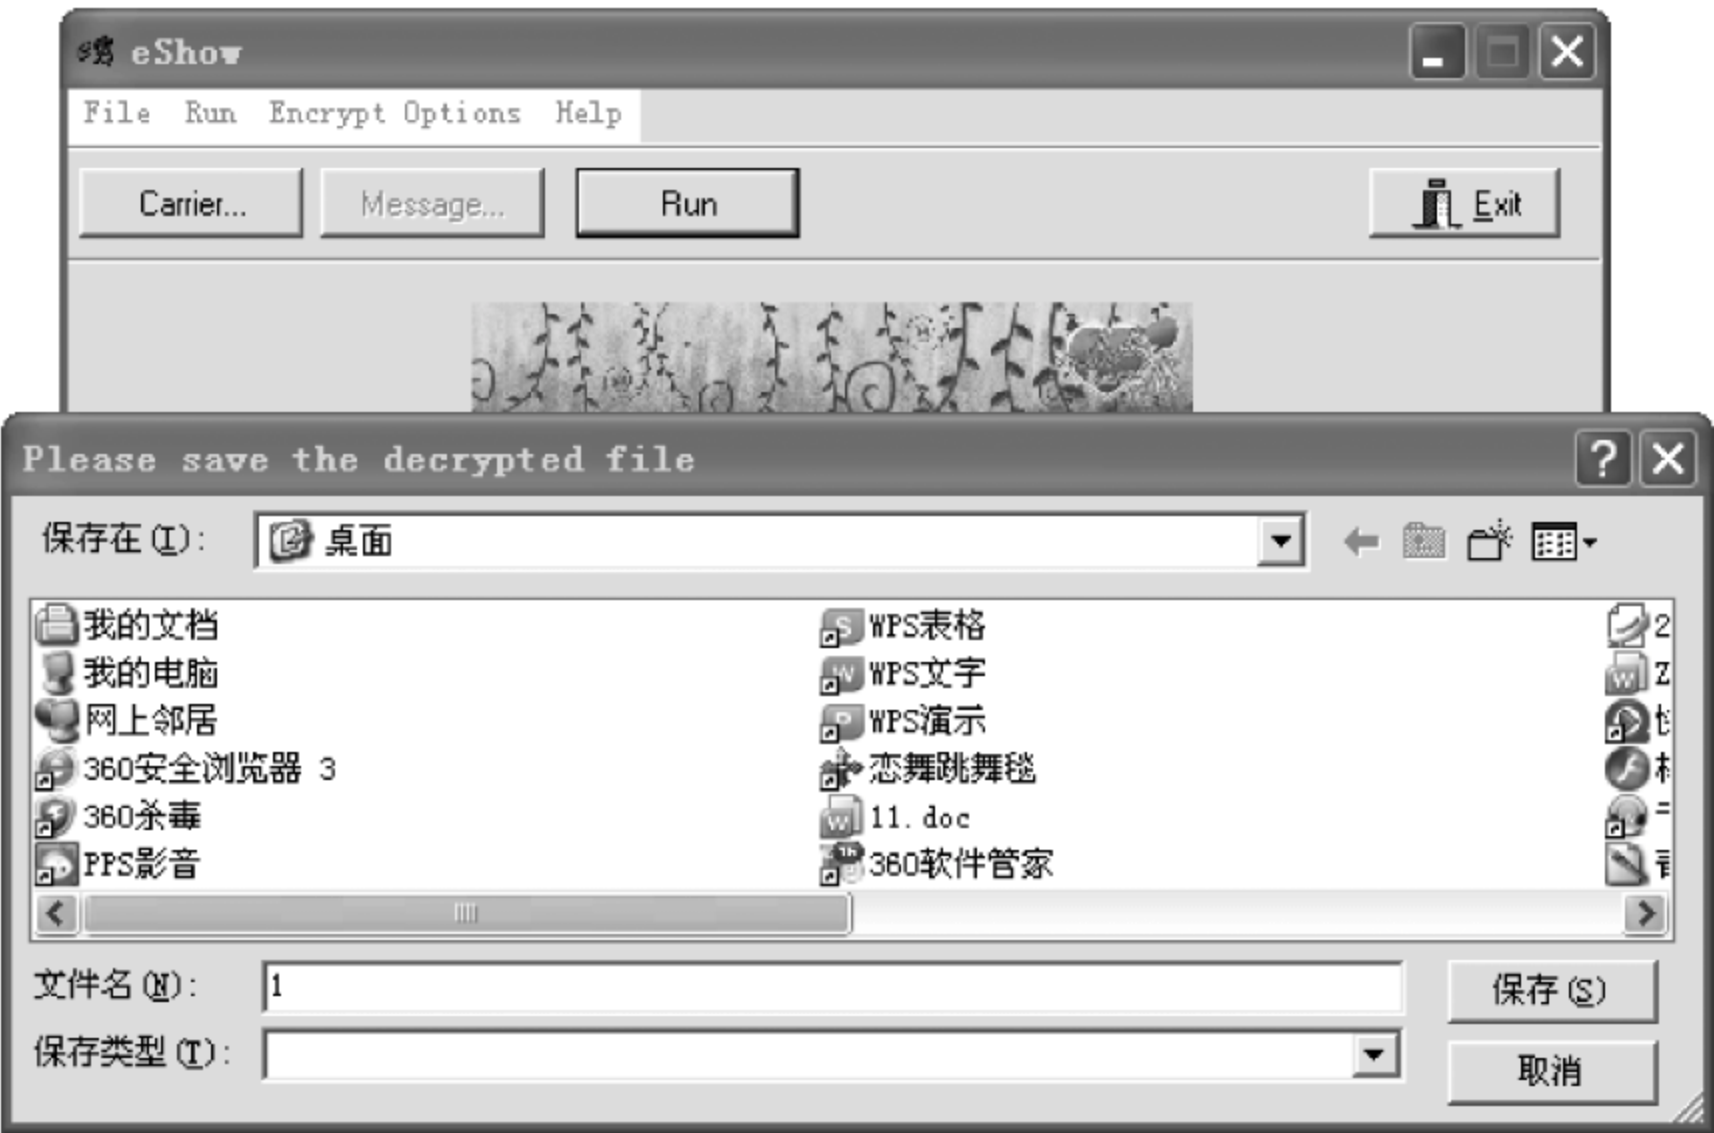 eShow
File Run Encrypt Options Help
Carrier... Message... Run Exit
Please save the decrypted file
保存在(I): 桌面
我的文档 WPS表格 2
我的电脑 WPS文字 Z
网上邻居 WPS演示
360安全浏览器 3 恋舞跳舞毯
360杀毒 11.doc
PPS影音 360软件管家
文件名(N): 1 保存(S)
保存类型(T): 取消